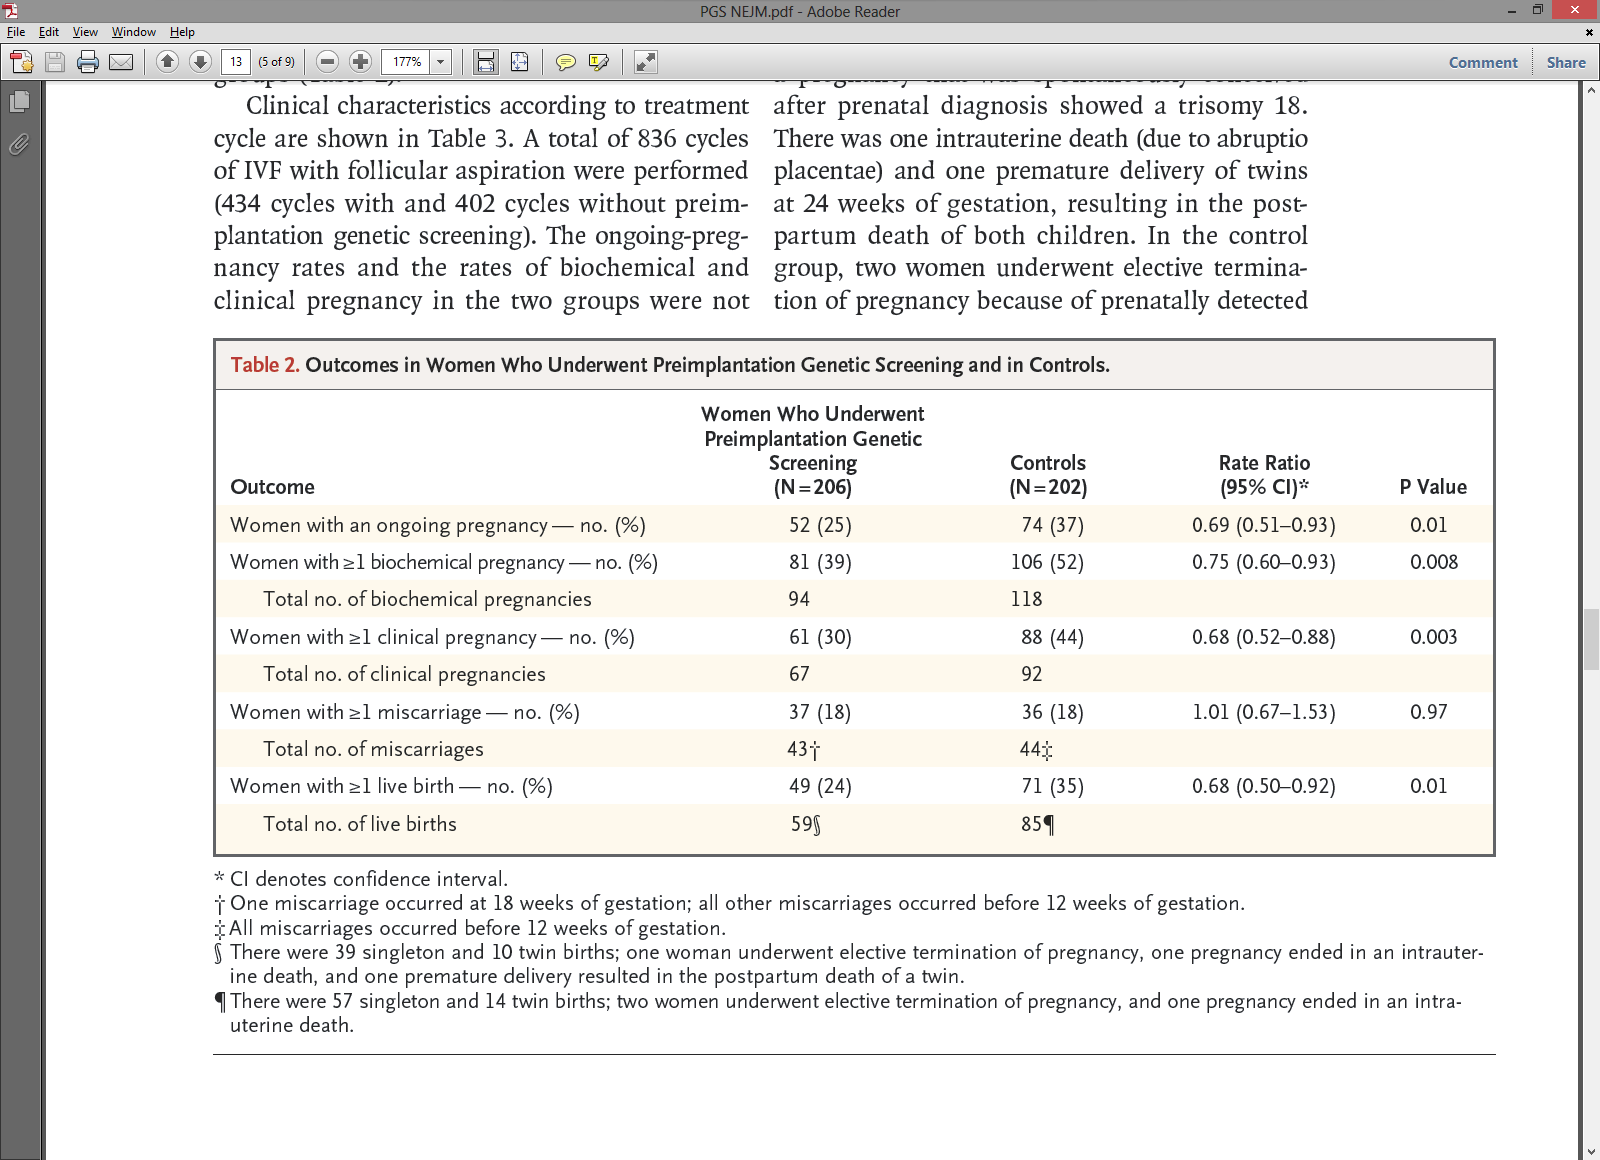 PGS NEJM.pdf - Adobe Reader
File Edit View Window Help
13 (5 of 9) 177% Comment Share
Clinical characteristics according to treatment
cycle are shown in Table 3. A total of 836 cycles
of IVF with follicular aspiration were performed
(434 cycles with and 402 cycles without preim-
plantation genetic screening). The ongoing-preg-
nancy rates and the rates of biochemical and
clinical pregnancy in the two groups were not
after prenatal diagnosis showed a trisomy 18.
There was one intrauterine death (due to abruptio
placentae) and one premature delivery of twins
at 24 weeks of gestation, resulting in the post-
partum death of both children. In the control
group, two women underwent elective termina-
tion of pregnancy because of prenatally detected
Table 2. Outcomes in Women Who Underwent Preimplantation Genetic Screening and in Controls.
Women Who Underwent
Preimplantation Genetic
Screening Controls Rate Ratio
Outcome (N=206) (N=202) (95% CI)* P Value
Women with an ongoing pregnancy — no. (%) 52 (25) 74 (37) 0.69 (0.51–0.93) 0.01
Women with ≥1 biochemical pregnancy — no. (%) 81 (39) 106 (52) 0.75 (0.60–0.93) 0.008
Total no. of biochemical pregnancies 94 118
Women with ≥1 clinical pregnancy — no. (%) 61 (30) 88 (44) 0.68 (0.52–0.88) 0.003
Total no. of clinical pregnancies 67 92
Women with ≥1 miscarriage — no. (%) 37 (18) 36 (18) 1.01 (0.67–1.53) 0.97
Total no. of miscarriages 43† 44‡
Women with ≥1 live birth — no. (%) 49 (24) 71 (35) 0.68 (0.50–0.92) 0.01
Total no. of live births 59§ 85¶
* CI denotes confidence interval.
† One miscarriage occurred at 18 weeks of gestation; all other miscarriages occurred before 12 weeks of gestation.
‡ All miscarriages occurred before 12 weeks of gestation.
§ There were 39 singleton and 10 twin births; one woman underwent elective termination of pregnancy, one pregnancy ended in an intrauter-
ine death, and one premature delivery resulted in the postpartum death of a twin.
¶ There were 57 singleton and 14 twin births; two women underwent elective termination of pregnancy, and one pregnancy ended in an intra-
uterine death.